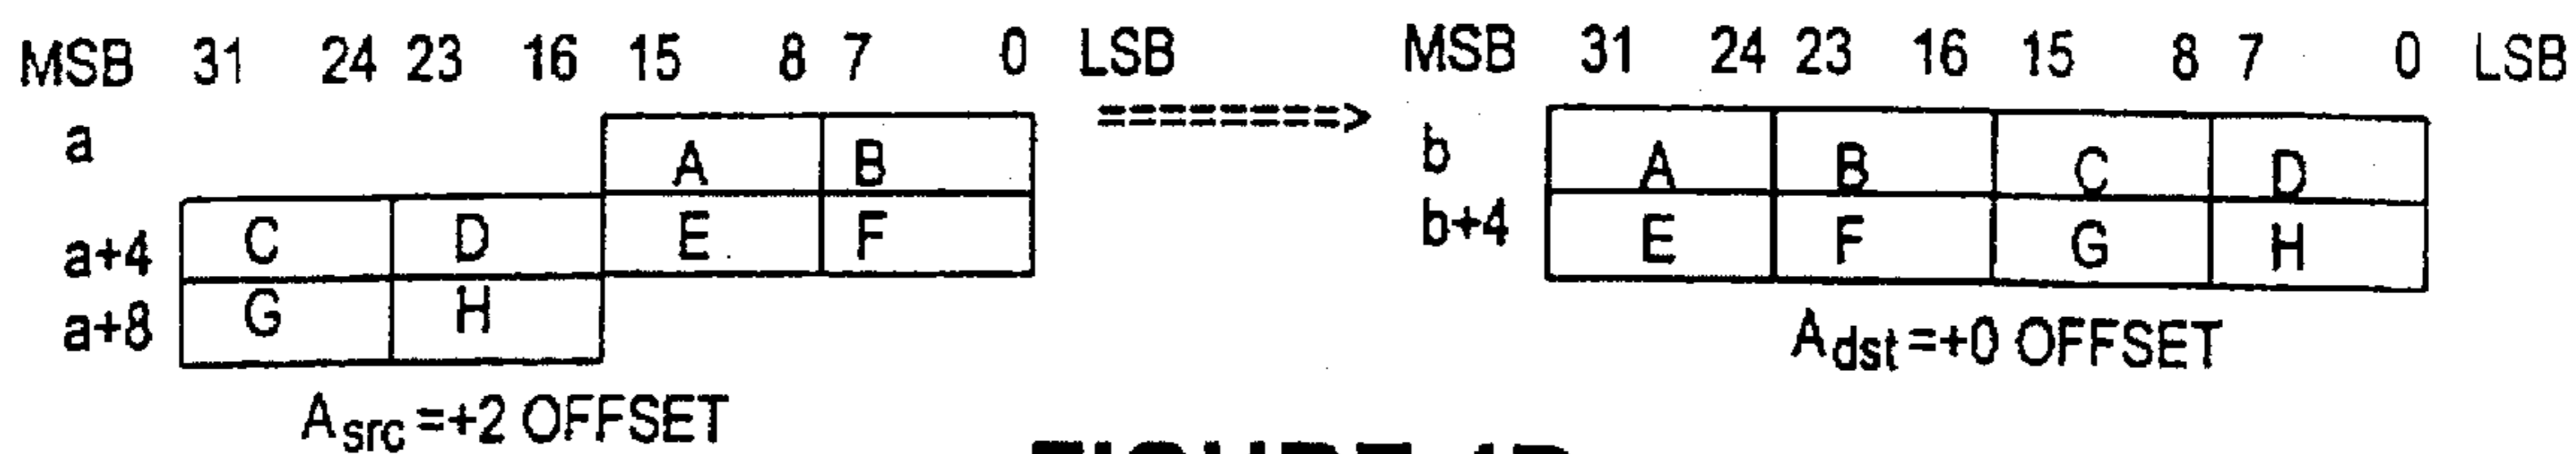 MSB 31 24 23 16 15 8 7 0 LSB ========> MSB 31 24 23 16 15 8 7 0 LSB
a A B b A B C D
a+4 C D E F b+4 E F G H
a+8 G H
Asrc =+2 OFFSET Adst =+0 OFFSET